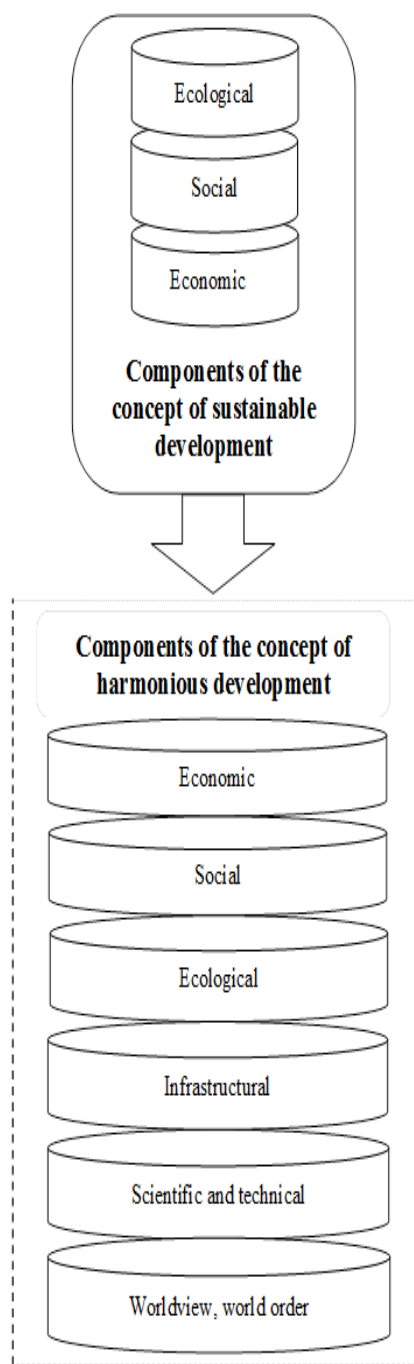 Ecological
Social
Economic
Components of the
concept of sustainable
development
Components of the concept of
harmonious development
Economic
Social
Ecological
Infrastructural
Scientific and technical
Worldview, world order